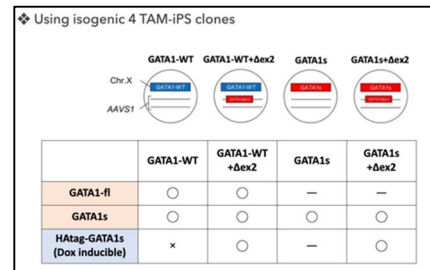 ❖ Using isogenic 4 TAM-iPS clones
GATA1-WT GATA1-WT+Δex2 GATA1s GATA1s+Δex2
Chr.X
GATA1-WT GATA1-WT GATA1s GATA1s
AAVS1
GATA1-WT GATA1-WT +Δex2 GATA1s GATA1s +Δex2
GATA1-fl ○ ○ — —
GATA1s ○ ○ ○ ○
HAtag-GATA1s (Dox inducible) × ○ — ○